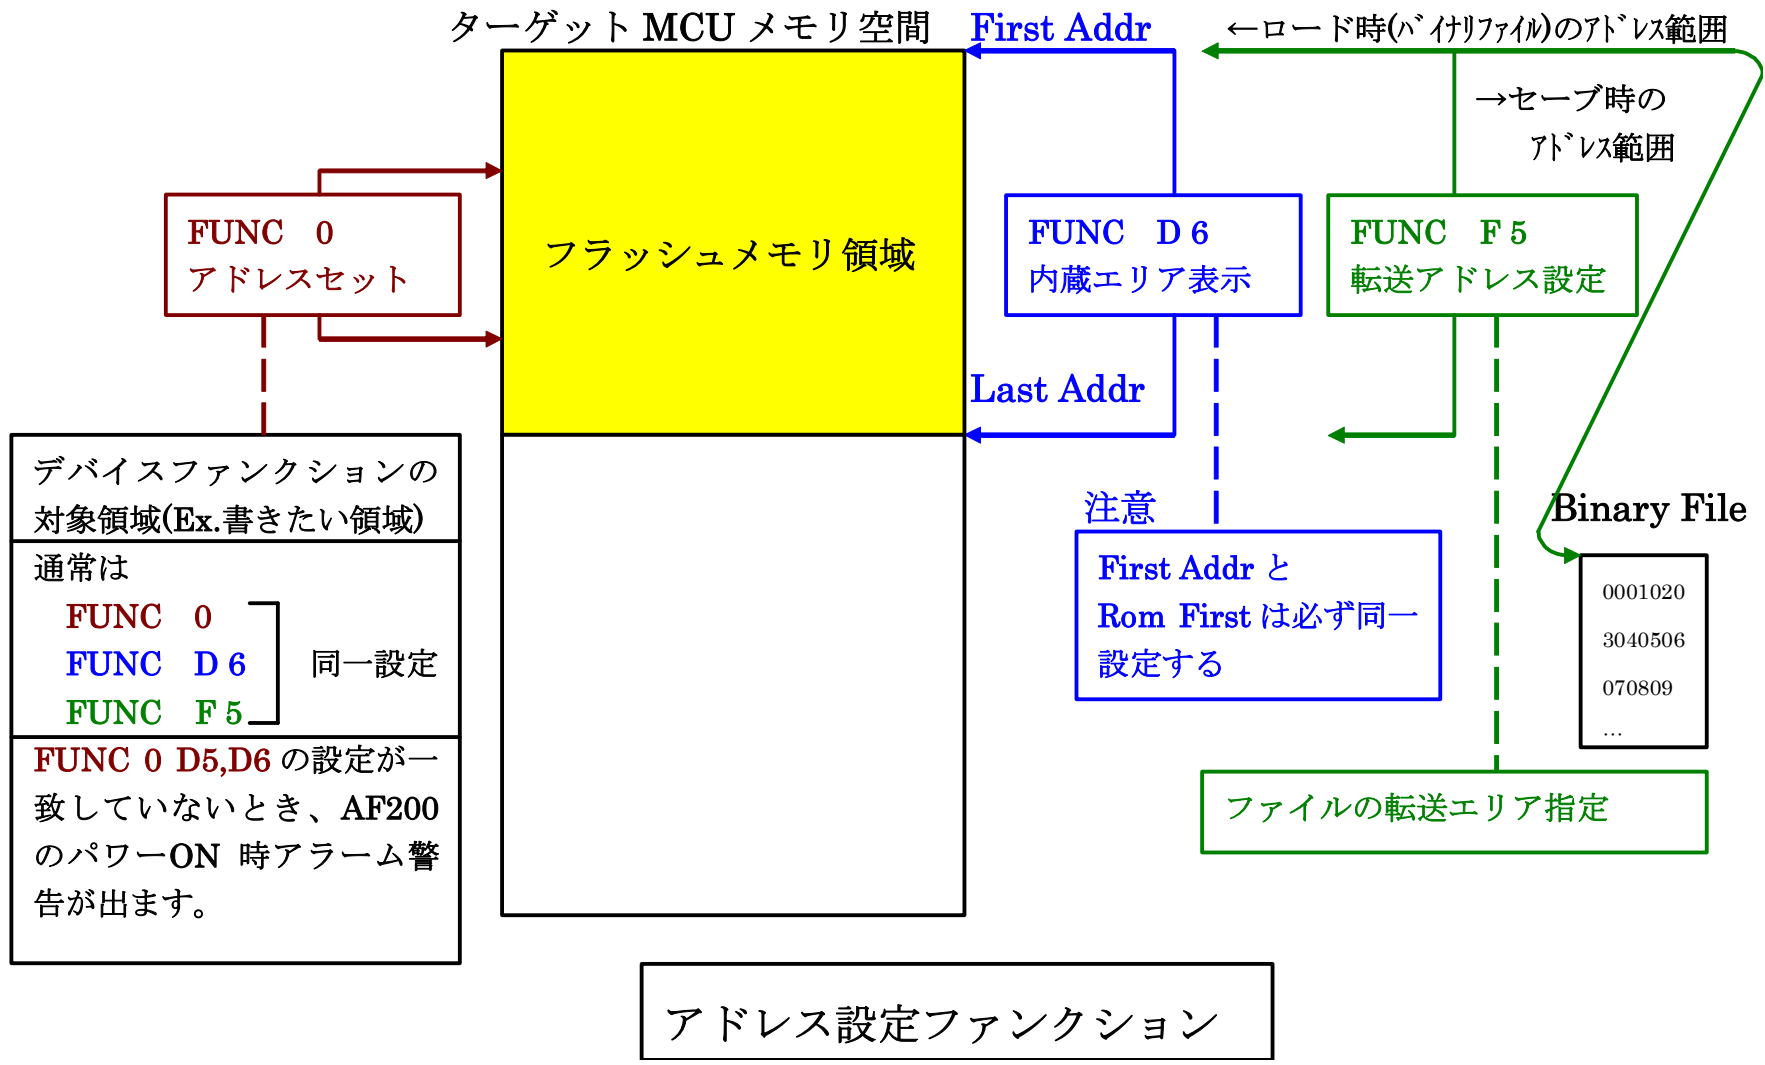 ターゲット MCU メモリ空間
First Addr
←ロード時(ﾊﾞｲﾅﾘﾌｧｲﾙ)のｱﾄﾞﾚｽ範囲
→セーブ時の
ｱﾄﾞﾚｽ範囲
FUNC 0
アドレスセット
フラッシュメモリ領域
FUNC D 6
内蔵エリア表示
FUNC F 5
転送アドレス設定
Last Addr
デバイスファンクションの
対象領域(Ex.書きたい領域)
通常は
FUNC 0
FUNC D 6
FUNC F 5
同一設定
FUNC 0 D5,D6 の設定が一
致していないとき、AF200
のパワーON 時アラーム警
告が出ます。
注意
First Addr と
Rom First は必ず同一
設定する
Binary File
0001020
3040506
070809
…
ファイルの転送エリア指定
アドレス設定ファンクション